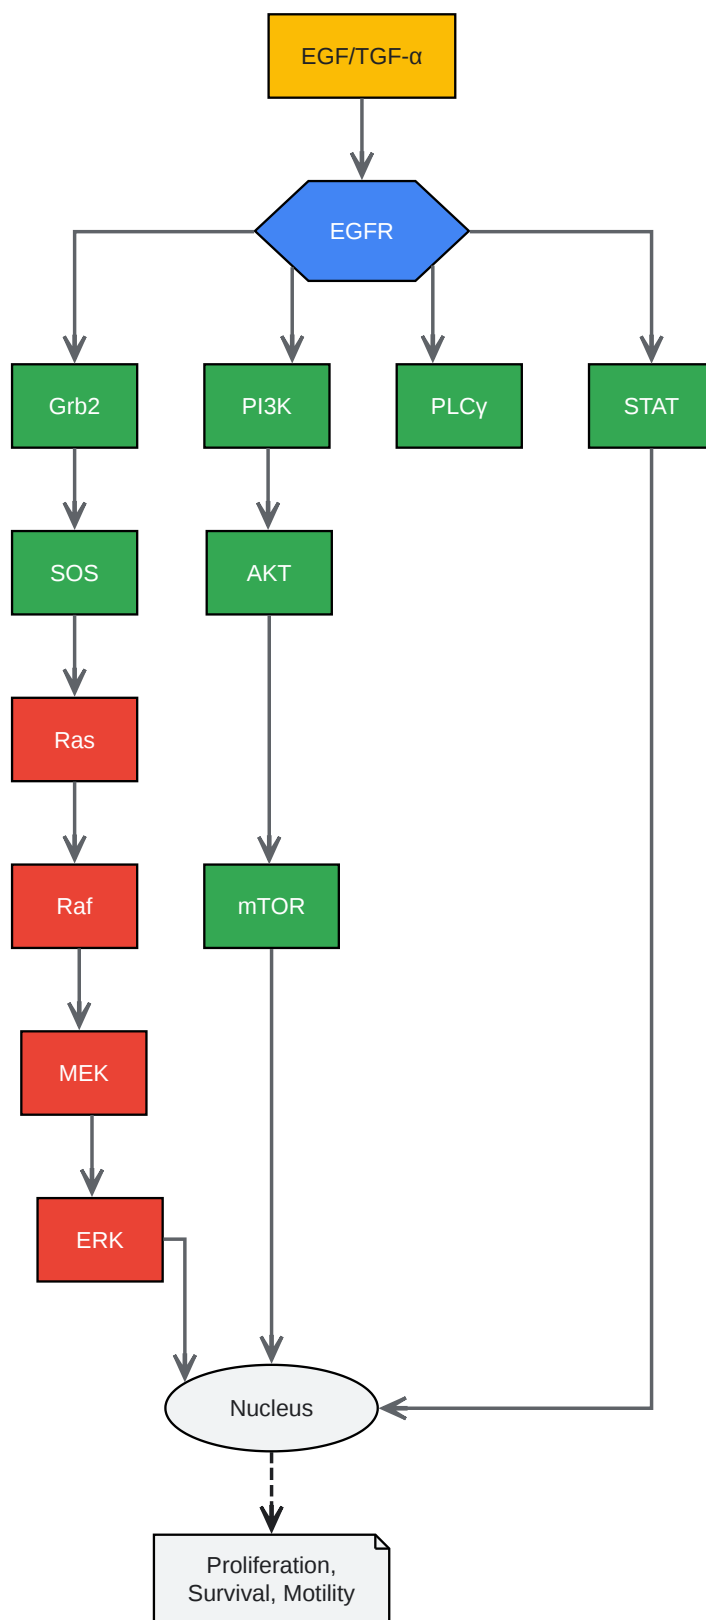 EGF/TGF-α
EGFR
Grb2
PI3K
PLCγ
STAT
SOS
AKT
Ras
Raf
mTOR
MEK
ERK
Nucleus
Proliferation,
Survival, Motility